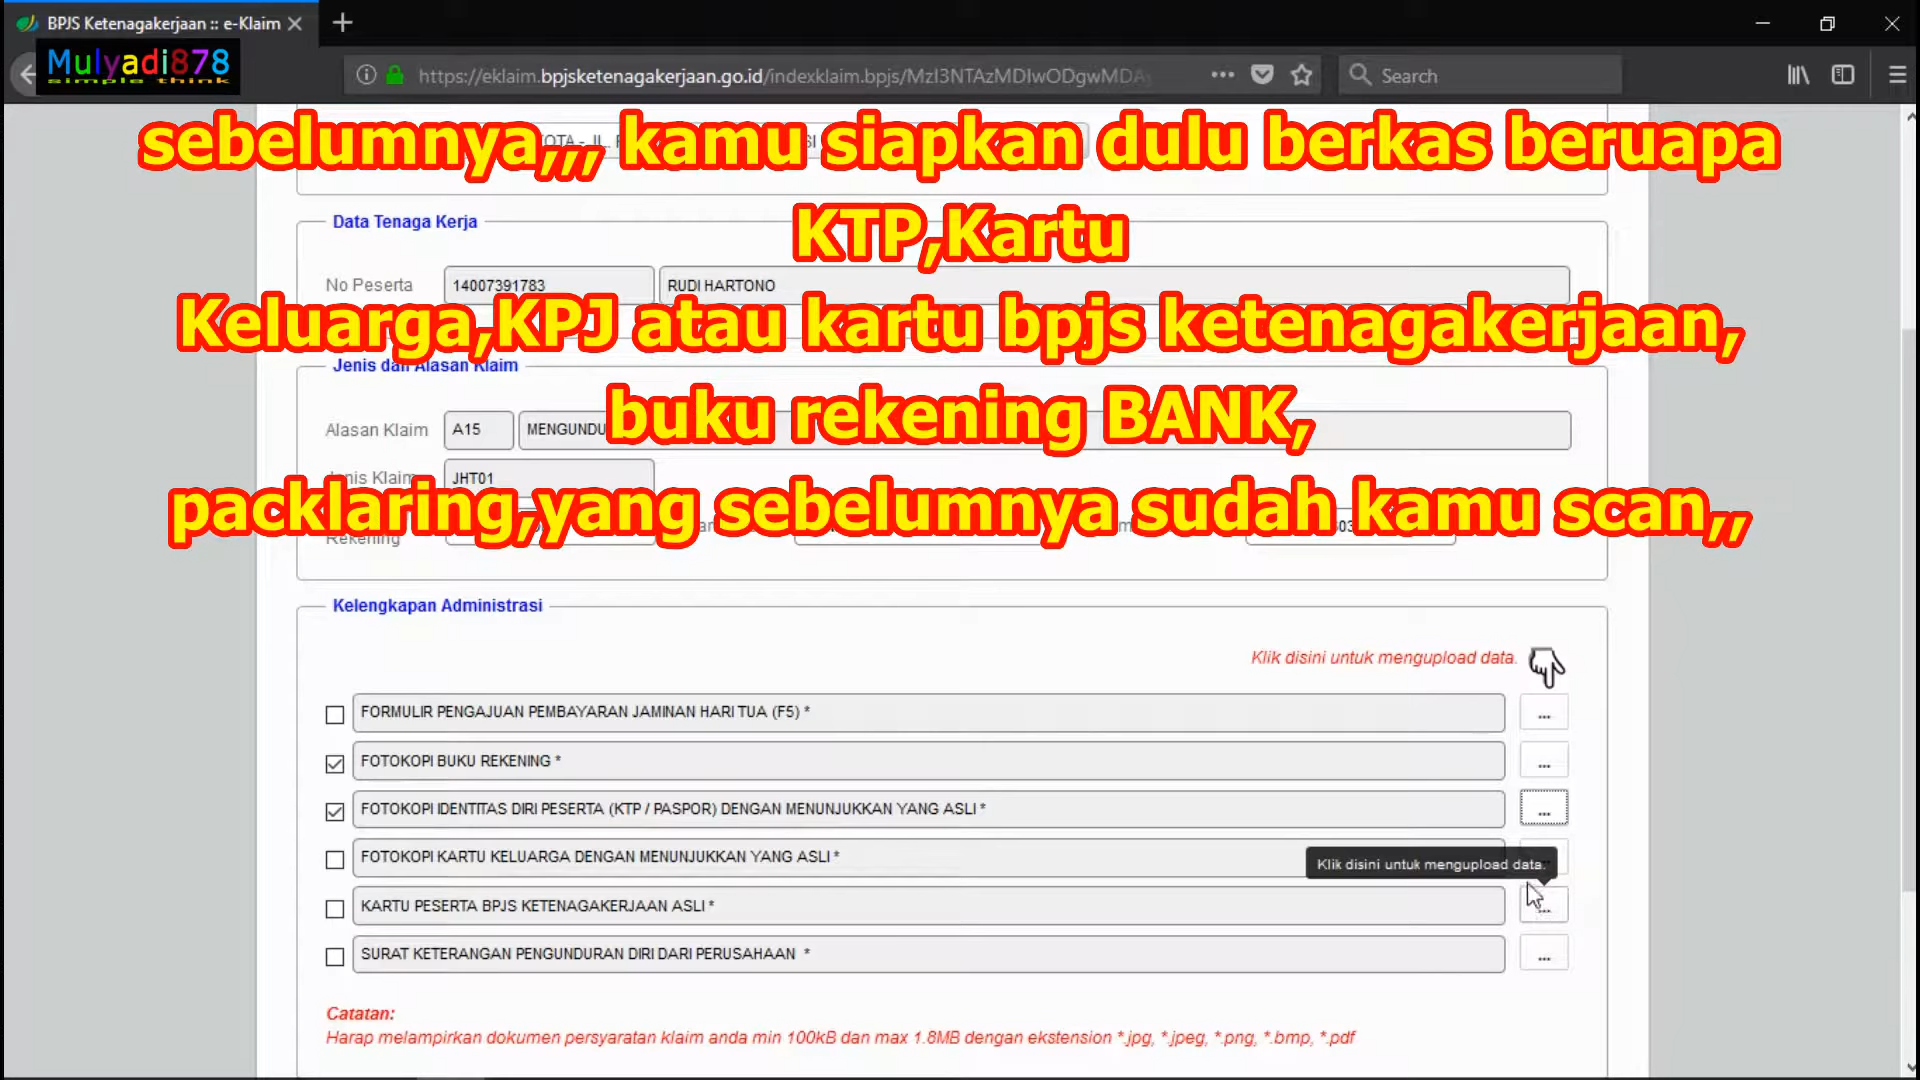 BPJS Ketenagakerjaan :: e-Klaim
Mulyadi878
simple think
https://eklaim.bpjsketenagakerjaan.go.id/indexklaim.bpjs/MzI3NTAzMDIwODgwMDA
Search
sebelumnya,,, kamu siapkan dulu berkas beruapa
KTP,Kartu
Keluarga,KPJ atau kartu bpjs ketenagakerjaan,
buku rekening BANK,
packlaring,yang sebelumnya sudah kamu scan,,
Data Tenaga Kerja
No Peserta 14007391783 RUDI HARTONO
Jenis dan Alasan Klaim
Alasan Klaim A15 MENGUNDU
Jenis Klaim JHT01
Rekening
Kelengkapan Administrasi
Klik disini untuk mengupload data.
FORMULIR PENGAJUAN PEMBAYARAN JAMINAN HARI TUA (F5) * ...
FOTOKOPI BUKU REKENING * ...
FOTOKOPI IDENTITAS DIRI PESERTA (KTP / PASPOR) DENGAN MENUNJUKKAN YANG ASLI * ...
FOTOKOPI KARTU KELUARGA DENGAN MENUNJUKKAN YANG ASLI *
Klik disini untuk mengupload data.
KARTU PESERTA BPJS KETENAGAKERJAAN ASLI * ...
SURAT KETERANGAN PENGUNDURAN DIRI DARI PERUSAHAAN * ...
Catatan:
Harap melampirkan dokumen persyaratan klaim anda min 100kB dan max 1.8MB dengan ekstension *.jpg, *.jpeg, *.png, *.bmp, *.pdf